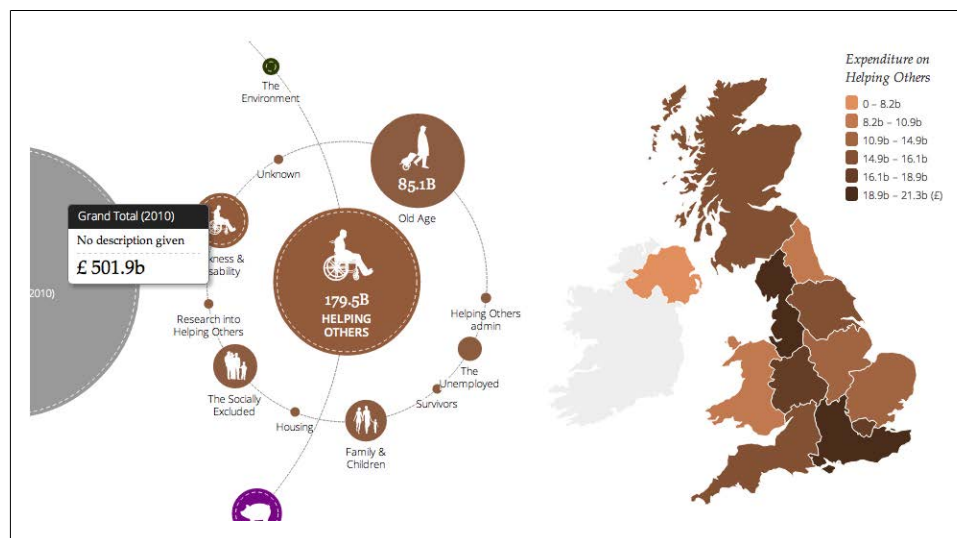 The
Environment
Unknown
85.1B
Old Age
Grand Total (2010)
No description given
£ 501.9b
2010)
kness &
sability
179.5B
HELPING
OTHERS
Research into
Helping Others
Helping Others
admin
The
Unemployed
Survivors
The Socially
Excluded
Housing
Family &
Children
Expenditure on
Helping Others
0 – 8.2b
8.2b – 10.9b
10.9b – 14.9b
14.9b – 16.1b
16.1b – 18.9b
18.9b – 21.3b (£)